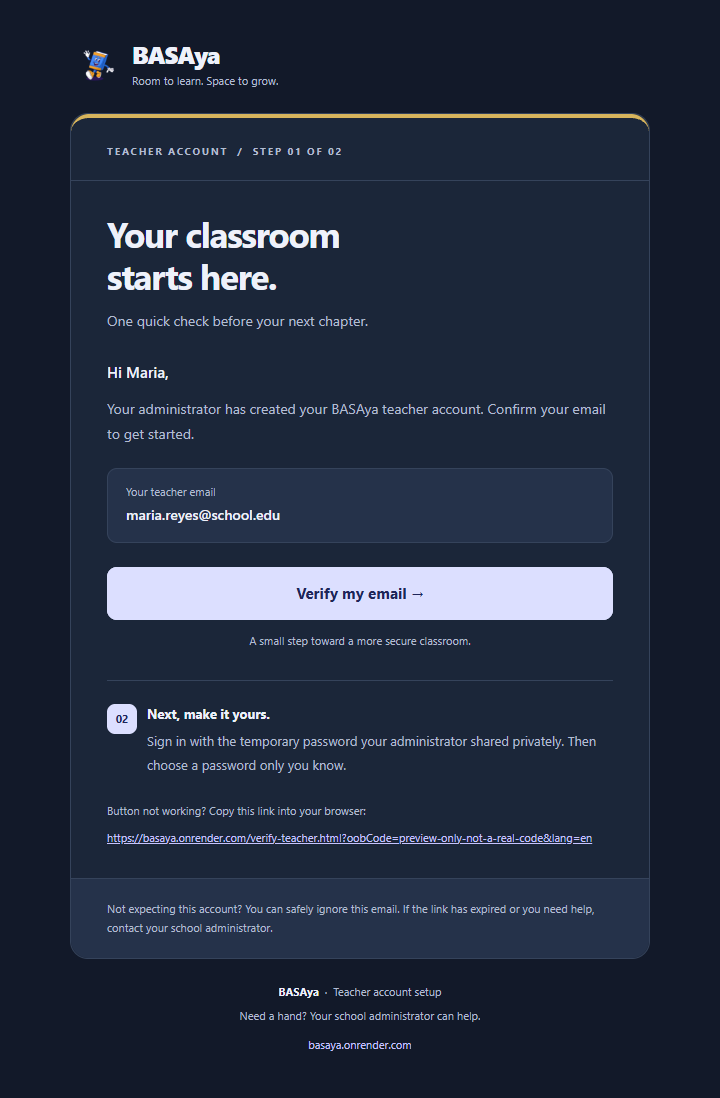 BASAya
Room to learn. Space to grow.
TEACHER ACCOUNT / STEP 01 OF 02
Your classroom
starts here.
One quick check before your next chapter.
Hi Maria,
Your administrator has created your BASAya teacher account. Confirm your email
to get started.
Your teacher email
maria.reyes@school.edu
Verify my email →
A small step toward a more secure classroom.
02
Next, make it yours.
Sign in with the temporary password your administrator shared privately. Then
choose a password only you know.
Button not working? Copy this link into your browser:
https://basaya.onrender.com/verify-teacher.html?oobCode=preview-only-not-a-real-code&lang=en
Not expecting this account? You can safely ignore this email. If the link has expired or you need help,
contact your school administrator.
BASAya · Teacher account setup
Need a hand? Your school administrator can help.
basaya.onrender.com